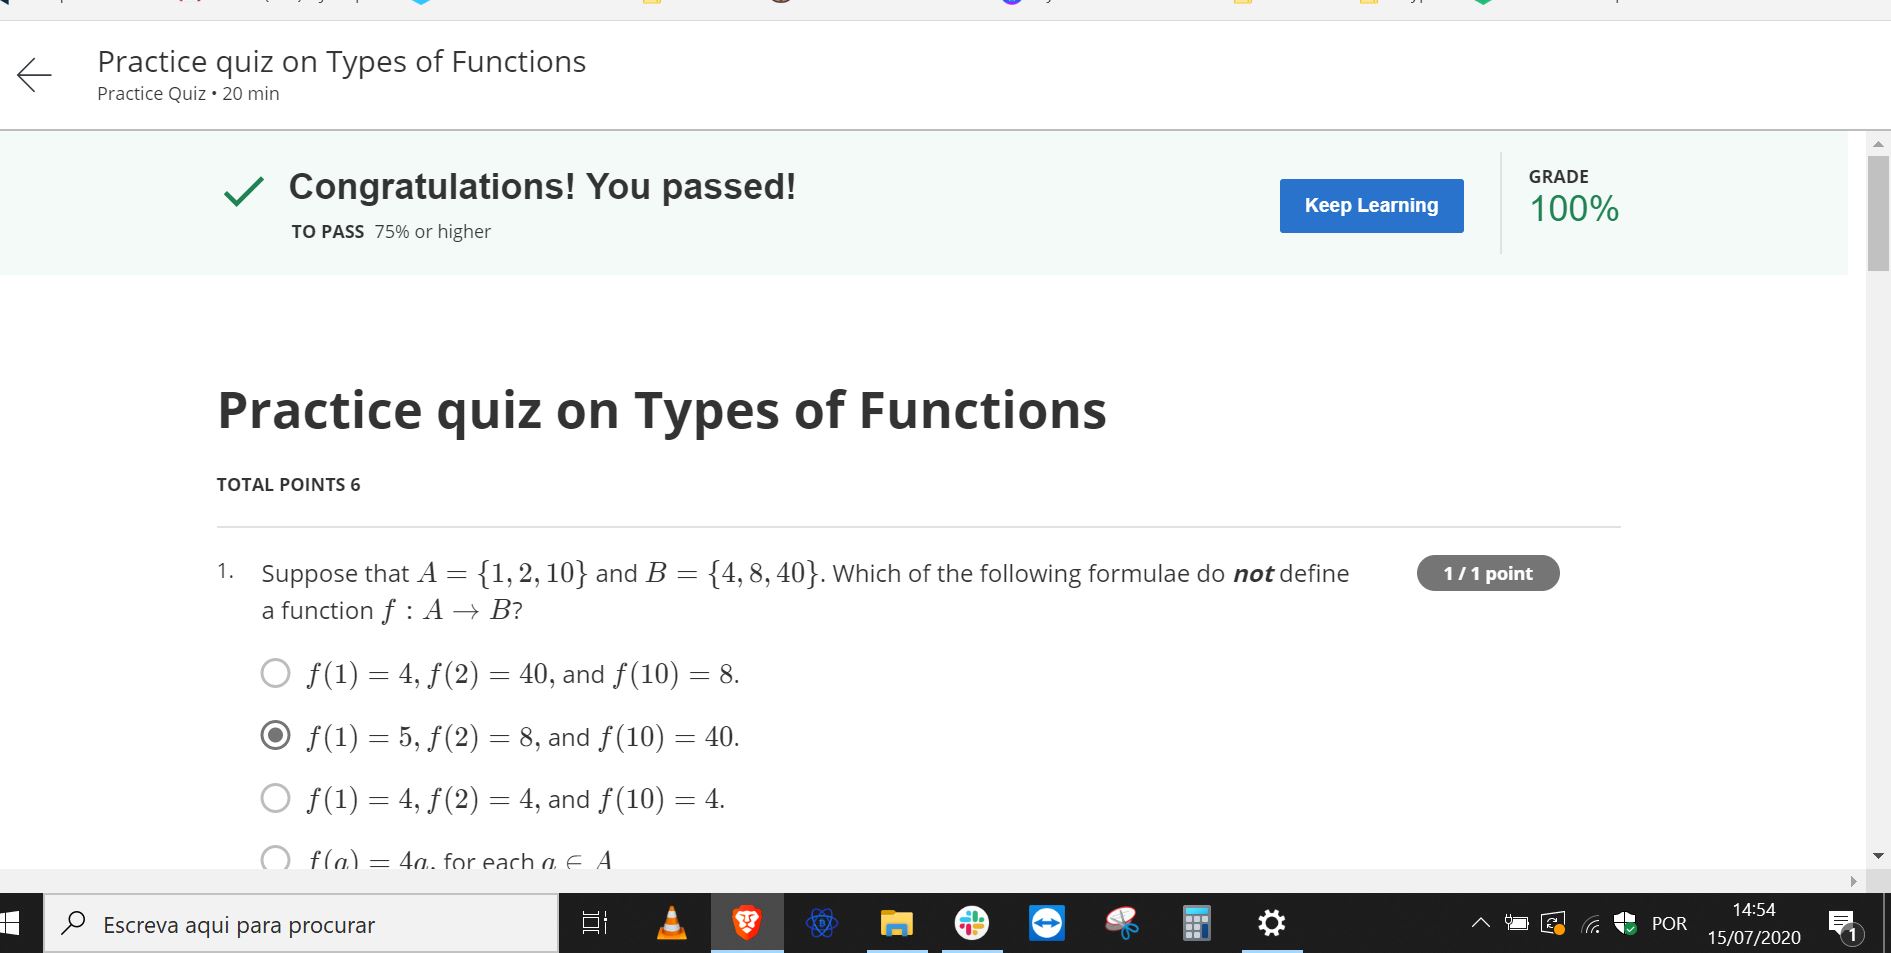 Practice quiz on Types of Functions
Practice Quiz • 20 min
Congratulations! You passed!
TO PASS 75% or higher
Keep Learning
GRADE
100%
Practice quiz on Types of Functions
TOTAL POINTS 6
1. Suppose that A = {1, 2, 10} and B = {4, 8, 40}. Which of the following formulae do not define
a function f : A → B?
1 / 1 point
f(1) = 4, f(2) = 40, and f(10) = 8.
f(1) = 5, f(2) = 8, and f(10) = 40.
f(1) = 4, f(2) = 4, and f(10) = 4.
f(a) = 4a, for each a ∈ A
Escreva aqui para procurar
POR
14:54
15/07/2020
1